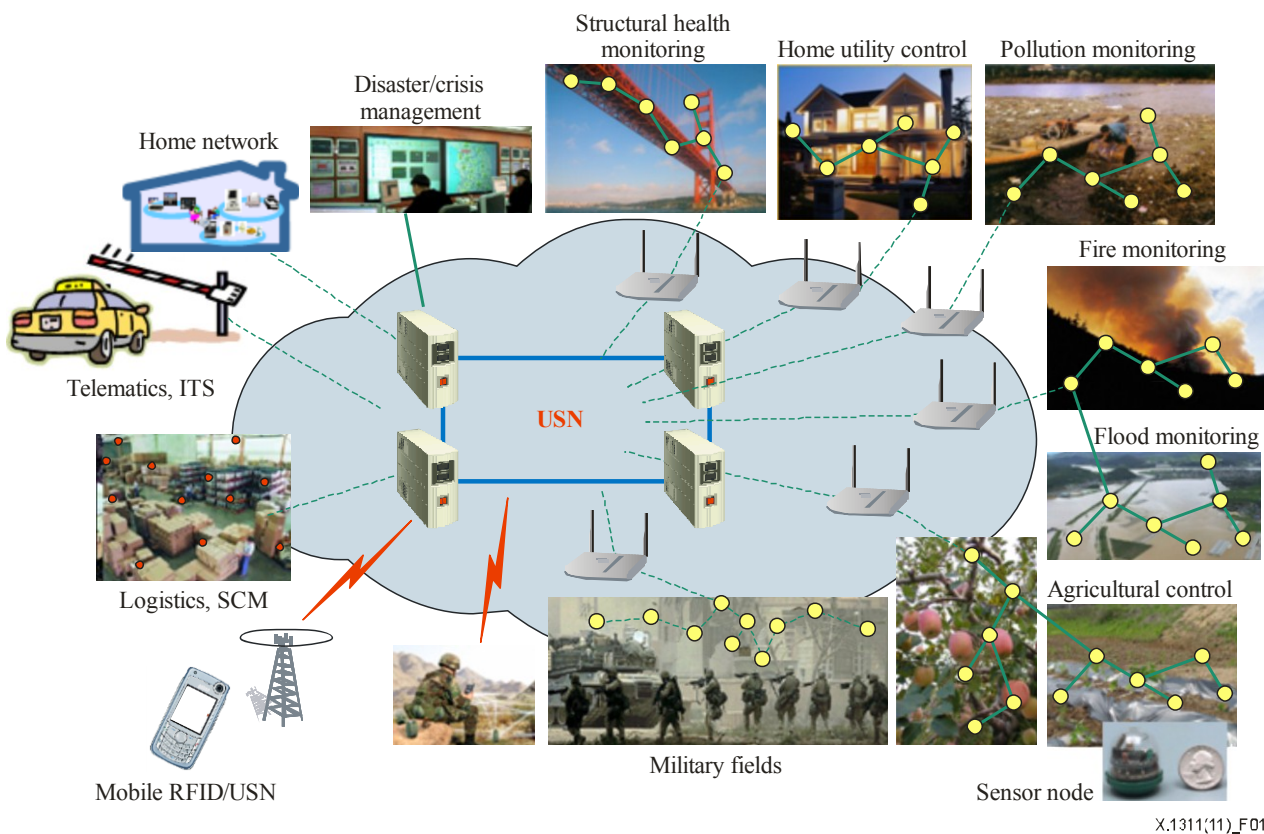 Structural health
monitoring
Home utility control
Pollution monitoring
Disaster/crisis
management
Home network
Fire monitoring
Telematics, ITS
USN
Flood monitoring
Logistics, SCM
Agricultural control
Military fields
Mobile RFID/USN
Sensor node
X.1311(11)_F01